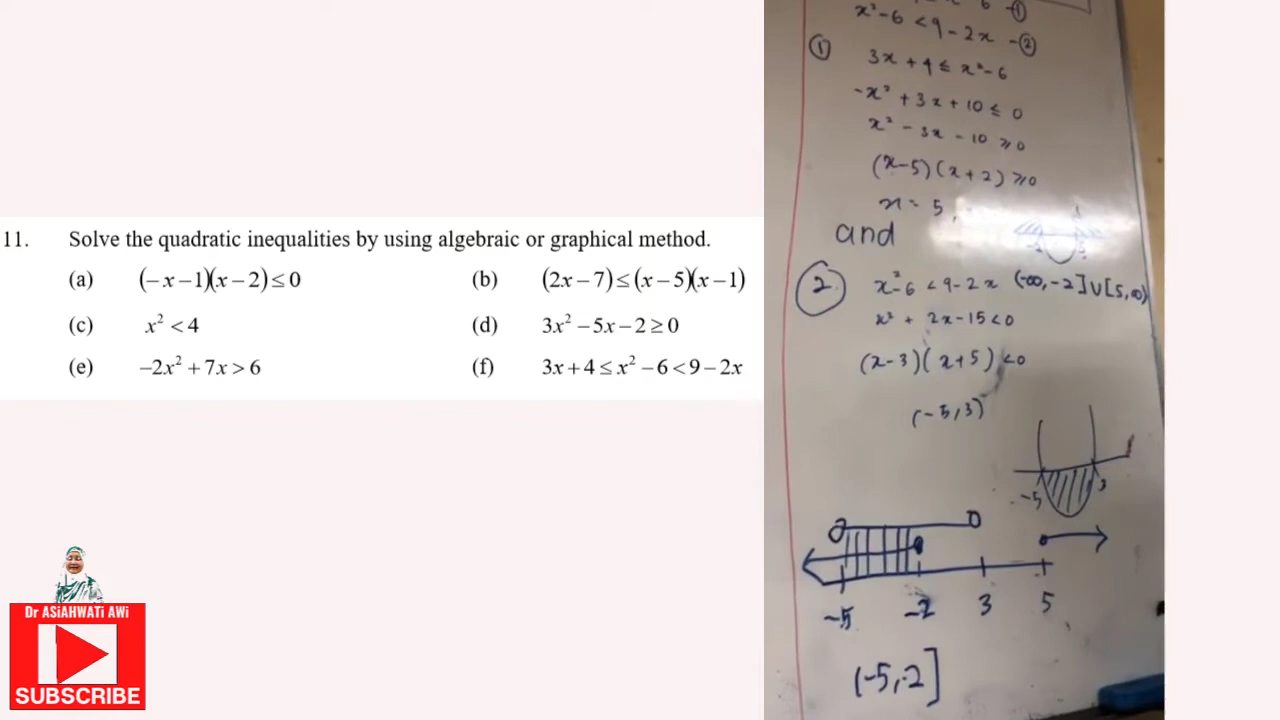 11. Solve the quadratic inequalities by using algebraic or graphical method.
(a) (−x−1)(x−2)≤0 (b) (2x−7)≤(x−5)(x−1)
(c) x²<4 (d) 3x²−5x−2≥0
(e) −2x²+7x>6 (f) 3x+4≤x²−6<9−2x
Dr ASiAHWATi AWi
SUBSCRIBE
6 -①
x²-6 < 9 - 2x -②
① 3x + 4 ≤ x²-6
-x² + 3x + 10 ≤ 0
x² - 3x - 10 ≥ 0
(x-5)(x+2) ≥ 0
x = 5,
-2 5
and
② x²-6 < 9-2x (-∞, -2] ∪ [5, ∞)
x² + 2x-15 < 0
(x-3)(x+5) < 0
(-5,3)
-5 3
-5 -2 3 5
(-5,-2]